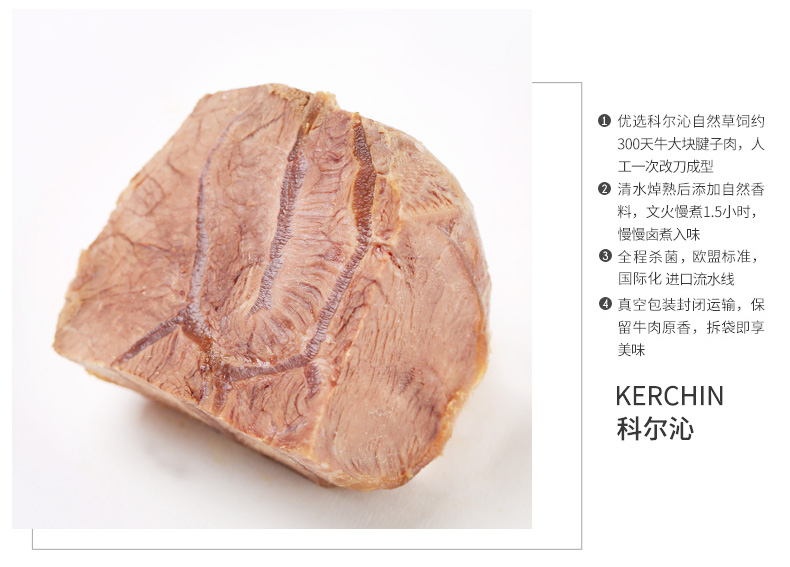 ❶ 优选科尔沁自然草饲约
300天牛大块腱子肉，人
工一次改刀成型
❷ 清水焯熟后添加自然香
料，文火慢煮1.5小时，
慢慢卤煮入味
❸ 全程杀菌，欧盟标准，
国际化 进口流水线
❹ 真空包装封闭运输，保
留牛肉原香，拆袋即享
美味
KERCHIN
科尔沁